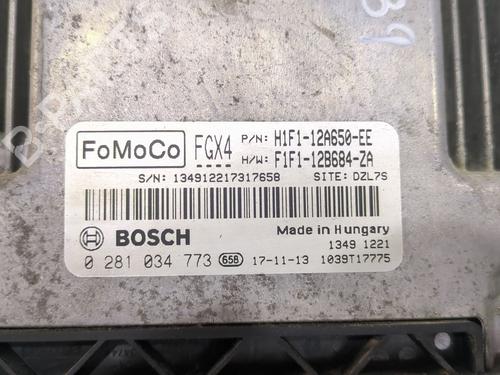 FoMoCo FGX4 P/N: H1F1-12A650-EE
H/W: F1F1-12B684-ZA
S/N: 134912217317658 SITE: DZL7S
BOSCH Made in Hungary
1349 1221
0 281 034 773 658 17-11-13 1039T17775